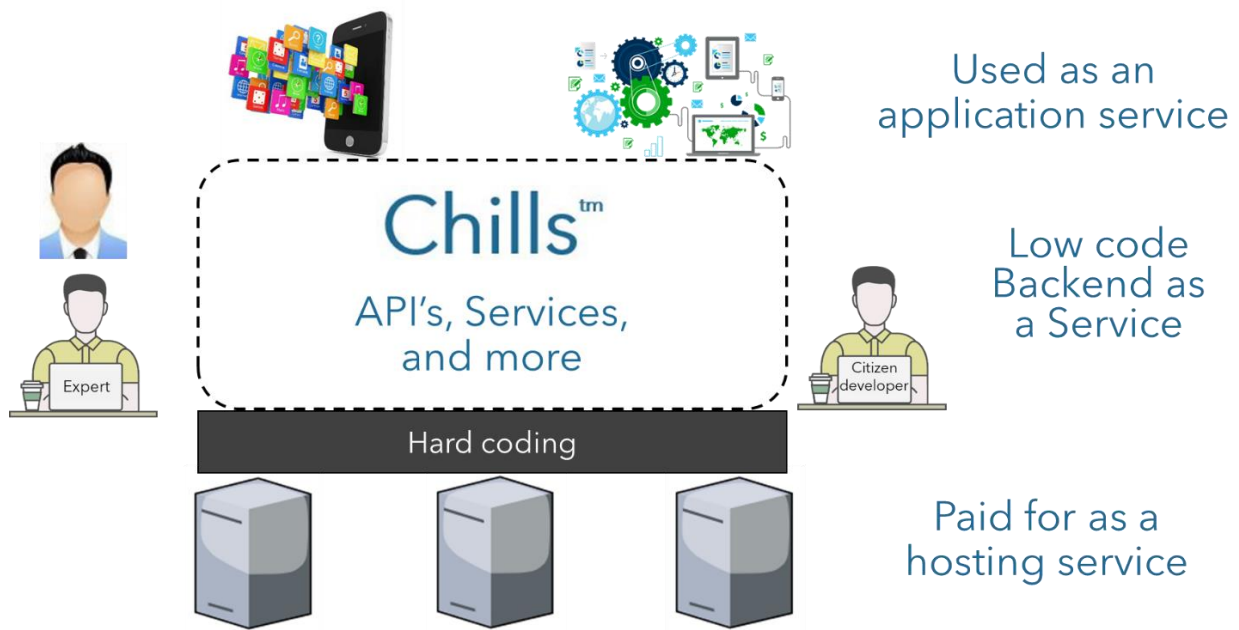 Used as an
application service
Chills™
API's, Services,
and more
Low code
Backend as
a Service
Expert
Citizen
developer
Hard coding
Paid for as a
hosting service